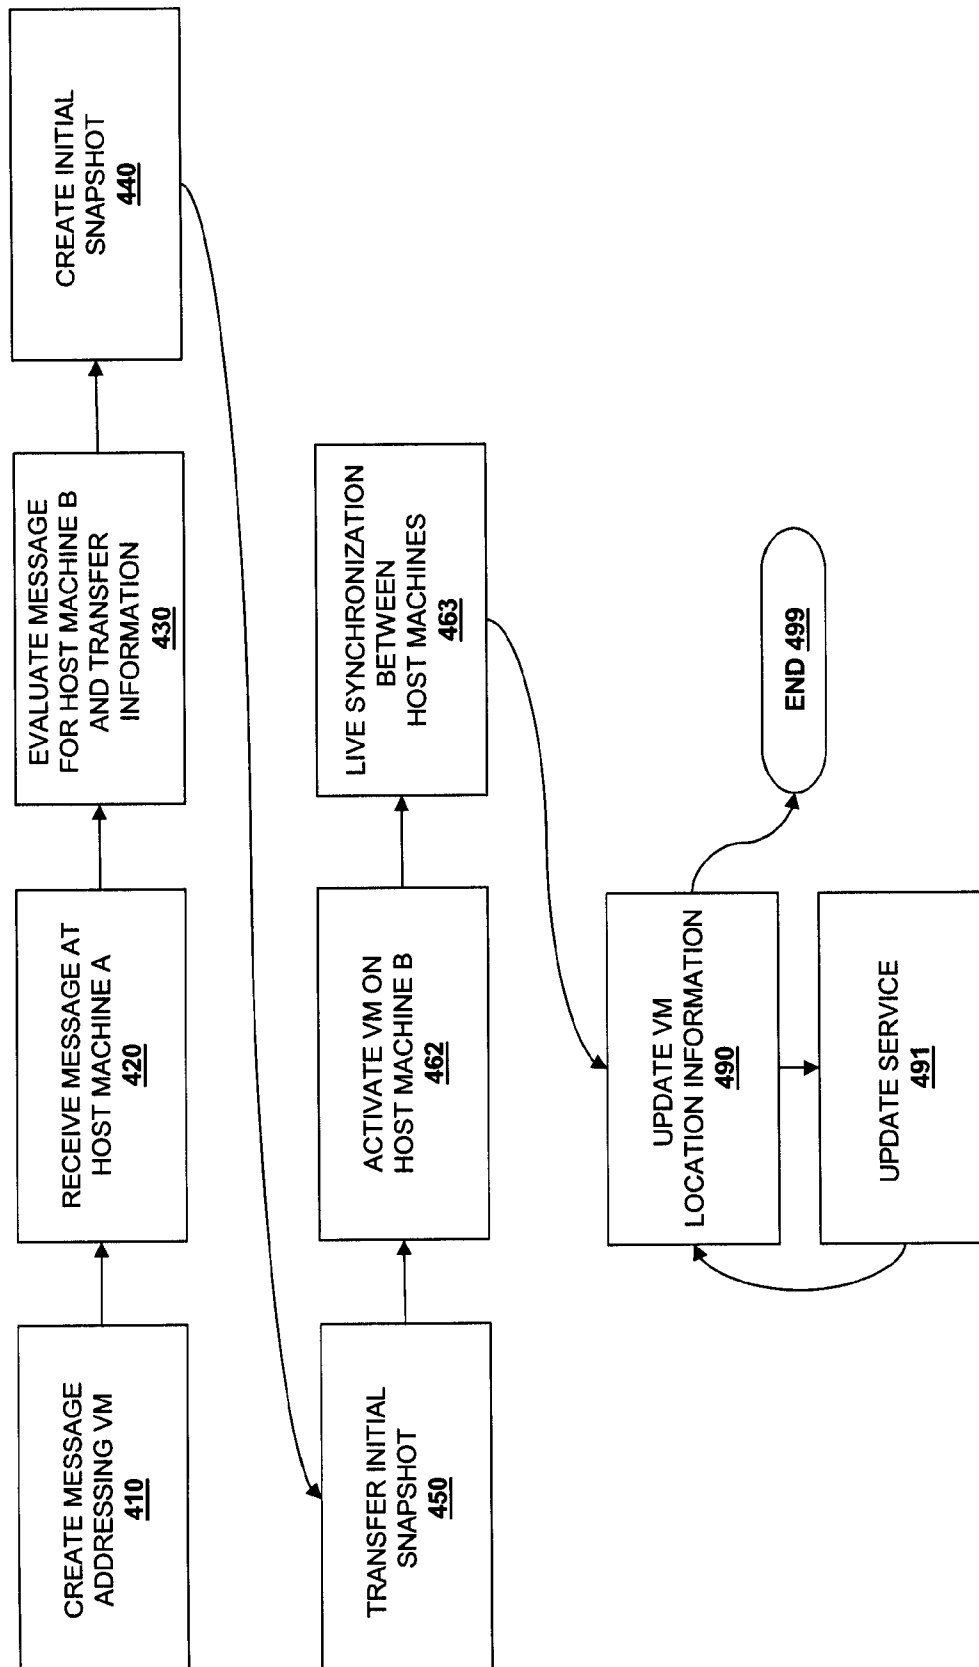 CREATE MESSAGE
ADDRESSING VM
410
RECEIVE MESSAGE AT
HOST MACHINE A
420
EVALUATE MESSAGE
FOR HOST MACHINE B
AND TRANSFER
INFORMATION
430
CREATE INITIAL
SNAPSHOT
440
TRANSFER INITIAL
SNAPSHOT
450
ACTIVATE VM ON
HOST MACHINE B
462
LIVE SYNCHRONIZATION
BETWEEN
HOST MACHINES
463
UPDATE VM
LOCATION INFORMATION
490
END 499
UPDATE SERVICE
491